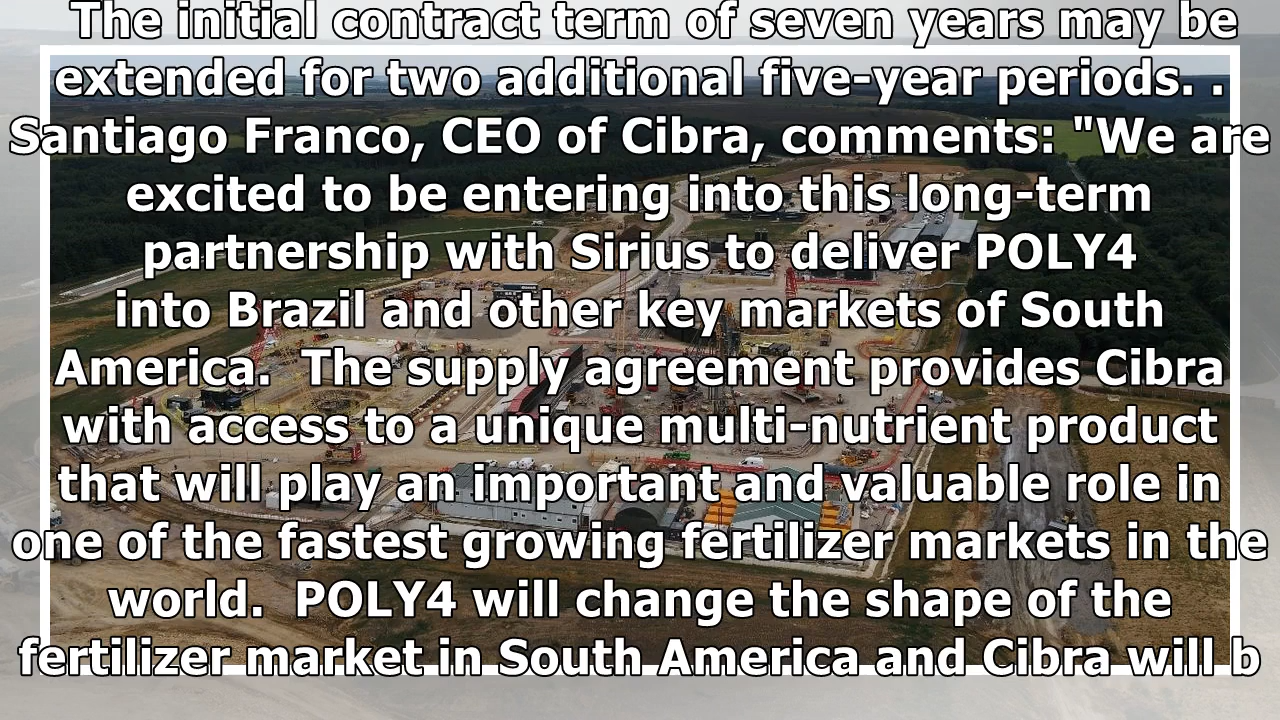 The initial contract term of seven years may be
extended for two additional five-year periods. .
Santiago Franco, CEO of Cibra, comments: "We are
excited to be entering into this long-term
partnership with Sirius to deliver POLY4
into Brazil and other key markets of South
America.  The supply agreement provides Cibra
with access to a unique multi-nutrient product
that will play an important and valuable role in
one of the fastest growing fertilizer markets in the
world.  POLY4 will change the shape of the
fertilizer market in South America and Cibra will b